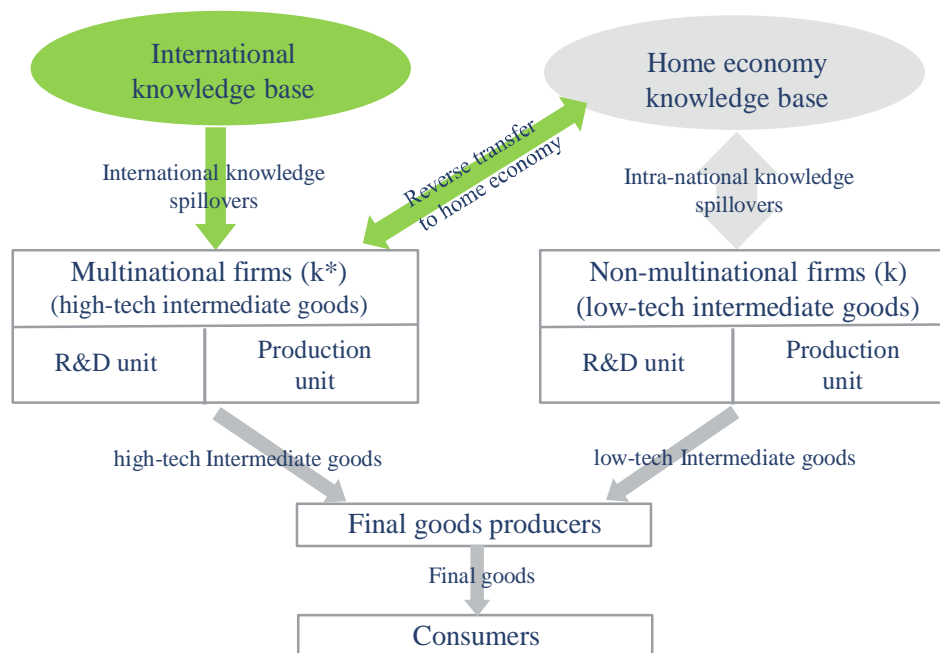 International
knowledge base
Home economy
knowledge base
Reverse transfer
to home economy
International knowledge
spillovers
Intra-national knowledge
spillovers
Multinational firms (k*)
(high-tech intermediate goods)
R&D unit
Production
unit
Non-multinational firms (k)
(low-tech intermediate goods)
R&D unit
Production
unit
high-tech Intermediate goods
low-tech Intermediate goods
Final goods producers
Final goods
Consumers